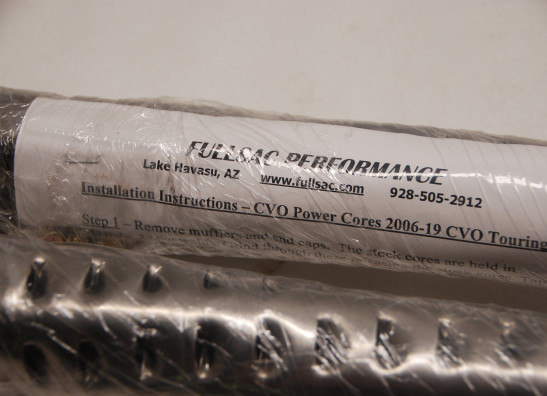 FULLSAC PERFORMANCE
Lake Havasu, AZ www.fullsac.com 928-505-2912
Installation Instructions – CVO Power Cores 2006-19 CVO Touring
Step 1 – Remove mufflers and end caps. The stock cores are held in